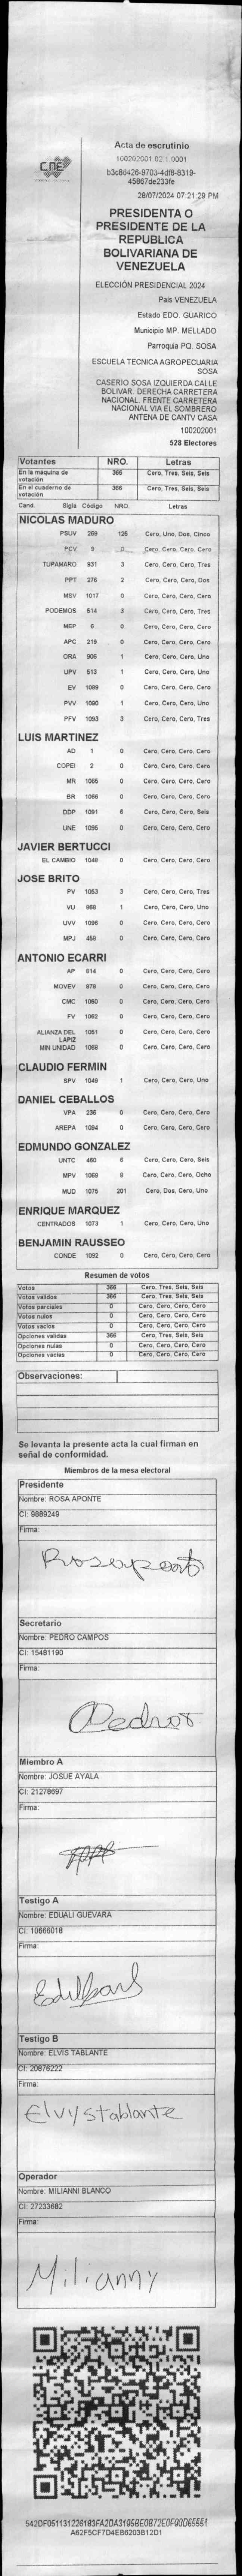 CNE
Acta de escrutinio
100202001.02.1.0001
b3c86426-9703-4df8-8319-
45867de233fe
28/07/2024 07:21:29 PM
PRESIDENTA O
PRESIDENTE DE LA
REPUBLICA
BOLIVARIANA DE
VENEZUELA
ELECCIÓN PRESIDENCIAL 2024
Pais VENEZUELA
Estado EDO. GUARICO
Municipio MP. MELLADO
Parroquia PQ. SOSA
ESCUELA TECNICA AGROPECUARIA
SOSA
CASERIO SOSA IZQUIERDA CALLE
BOLIVAR. DERECHA CARRETERA
NACIONAL. FRENTE CARRETERA
NACIONAL VIA EL SOMBRERO
ANTENA DE CANTV CASA
100202001
528 Electores
Votantes NRO. Letras
En la máquina de votación 366 Cero, Tres, Seis, Seis
En el cuaderno de votación 366 Cero, Tres, Seis, Seis
Cand. Sigla Código NRO. Letras
NICOLAS MADURO
PSUV 269 125 Cero, Uno, Dos, Cinco
PCV 9 0 Cero, Cero, Cero, Cero
TUPAMARO 931 3 Cero, Cero, Cero, Tres
PPT 276 2 Cero, Cero, Cero, Dos
MSV 1017 0 Cero, Cero, Cero, Cero
PODEMOS 614 3 Cero, Cero, Cero, Tres
MEP 6 0 Cero, Cero, Cero, Cero
APC 219 0 Cero, Cero, Cero, Cero
ORA 906 1 Cero, Cero, Cero, Uno
UPV 513 1 Cero, Cero, Cero, Uno
EV 1089 0 Cero, Cero, Cero, Cero
PVV 1090 1 Cero, Cero, Cero, Uno
PFV 1093 3 Cero, Cero, Cero, Tres
LUIS MARTINEZ
AD 1 0 Cero, Cero, Cero, Cero
COPEI 2 0 Cero, Cero, Cero, Cero
MR 1065 0 Cero, Cero, Cero, Cero
BR 1086 0 Cero, Cero, Cero, Cero
DDP 1091 6 Cero, Cero, Cero, Seis
UNE 1095 0 Cero, Cero, Cero, Cero
JAVIER BERTUCCI
EL CAMBIO 1048 0 Cero, Cero, Cero, Cero
JOSE BRITO
PV 1053 3 Cero, Cero, Cero, Tres
VU 868 1 Cero, Cero, Cero, Uno
UVV 1096 0 Cero, Cero, Cero, Cero
MPJ 459 0 Cero, Cero, Cero, Cero
ANTONIO ECARRI
AP 814 0 Cero, Cero, Cero, Cero
MOVEV 979 0 Cero, Cero, Cero, Cero
CMC 1050 0 Cero, Cero, Cero, Cero
FV 1062 0 Cero, Cero, Cero, Cero
ALIANZA DEL LAPIZ 1051 0 Cero, Cero, Cero, Cero
MIN UNIDAD 1068 0 Cero, Cero, Cero, Cero
CLAUDIO FERMIN
SPV 1049 1 Cero, Cero, Cero, Uno
DANIEL CEBALLOS
VPA 236 0 Cero, Cero, Cero, Cero
AREPA 1094 0 Cero, Cero, Cero, Cero
EDMUNDO GONZALEZ
UNTC 460 6 Cero, Cero, Cero, Seis
MPV 1069 8 Cero, Cero, Cero, Ocho
MUD 1075 201 Cero, Dos, Cero, Uno
ENRIQUE MARQUEZ
CENTRADOS 1073 1 Cero, Cero, Cero, Uno
BENJAMIN RAUSSEO
CONDE 1092 0 Cero, Cero, Cero, Cero
Resumen de votos
Votos 366 Cero, Tres, Seis, Seis
Votos validos 366 Cero, Tres, Seis, Seis
Votos parciales 0 Cero, Cero, Cero, Cero
Votos nulos 0 Cero, Cero, Cero, Cero
Votos vacios 0 Cero, Cero, Cero, Cero
Opciones validas 366 Cero, Tres, Seis, Seis
Opciones nulas 0 Cero, Cero, Cero, Cero
Opciones vacias 0 Cero, Cero, Cero, Cero
Observaciones:
Se levanta la presente acta la cual firman en
señal de conformidad.
Miembros de la mesa electoral
Presidente
Nombre: ROSA APONTE
CI: 9889249
Firma:
Secretario
Nombre: PEDRO CAMPOS
CI: 15481190
Firma:
Miembro A
Nombre: JOSUE AYALA
CI: 21278697
Firma:
Testigo A
Nombre: EDUALI GUEVARA
CI: 10666018
Firma:
Testigo B
Nombre: ELVIS TABLANTE
CI: 20876222
Firma:
Elvystablante
Operador
Nombre: MILIANNI BLANCO
CI: 27233682
Firma:
Milianny